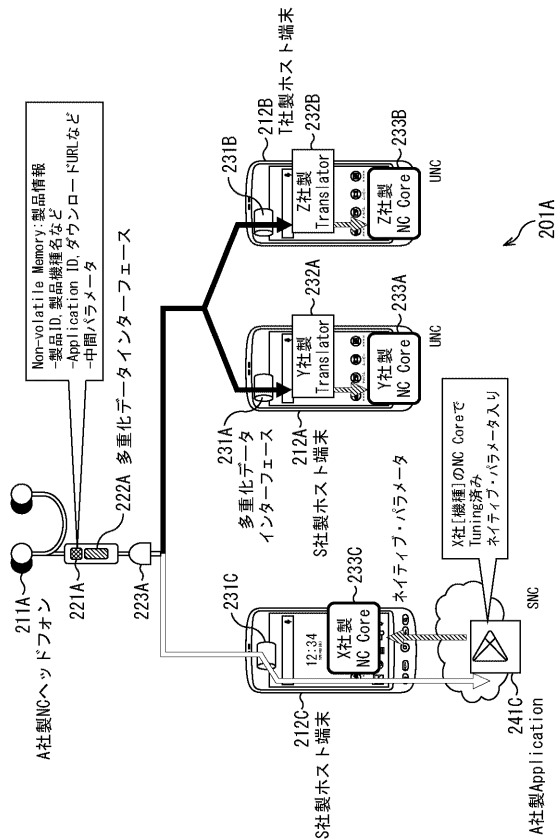 A社製NCヘッドフォン
211A
221A
222A 多重化データインターフェース
223A
Non-volatile Memory:製品情報
-製品ID,製品機種名など
-Application ID,ダウンロードURLなど
-中間パラメータ
231C
12:34
X社製
NC Core
233C
212C
S社製ホスト端末
ネイティブ・パラメータ
X社[機種]のNC Coreで
Tuning済み
ネイティブ・パラメータ入り
SNC
241C
A社製Application
231A
多重化データ
インターフェース
212A
S社製ホスト端末
Y社製
Translator
232A
Y社製
NC Core
233A
UNC
231B
212B
T社製ホスト端末
Z社製
Translator
232B
Z社製
NC Core
233B
UNC
201A